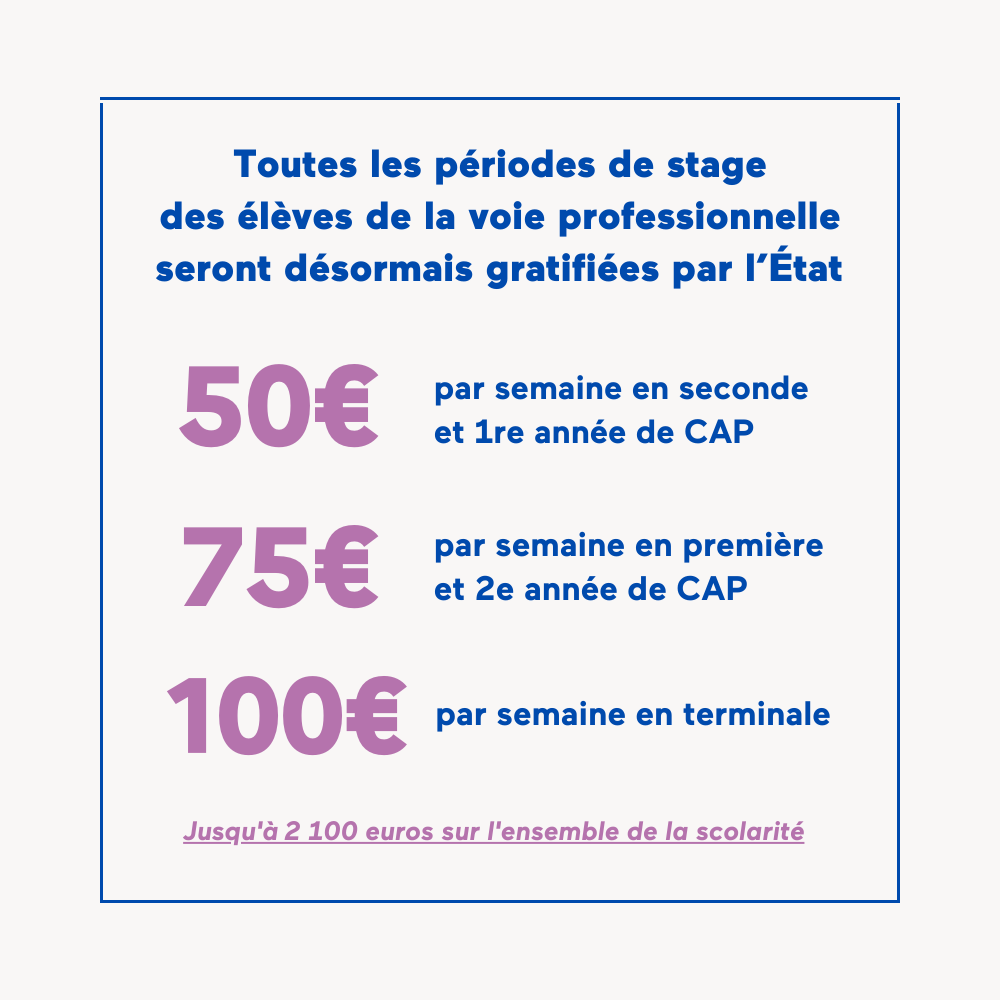 Toutes les périodes de stage
des élèves de la voie professionnelle
seront désormais gratifiées par l’État
50€
par semaine en seconde
et 1re année de CAP
75€
par semaine en première
et 2e année de CAP
100€
par semaine en terminale
Jusqu'à 2 100 euros sur l'ensemble de la scolarité